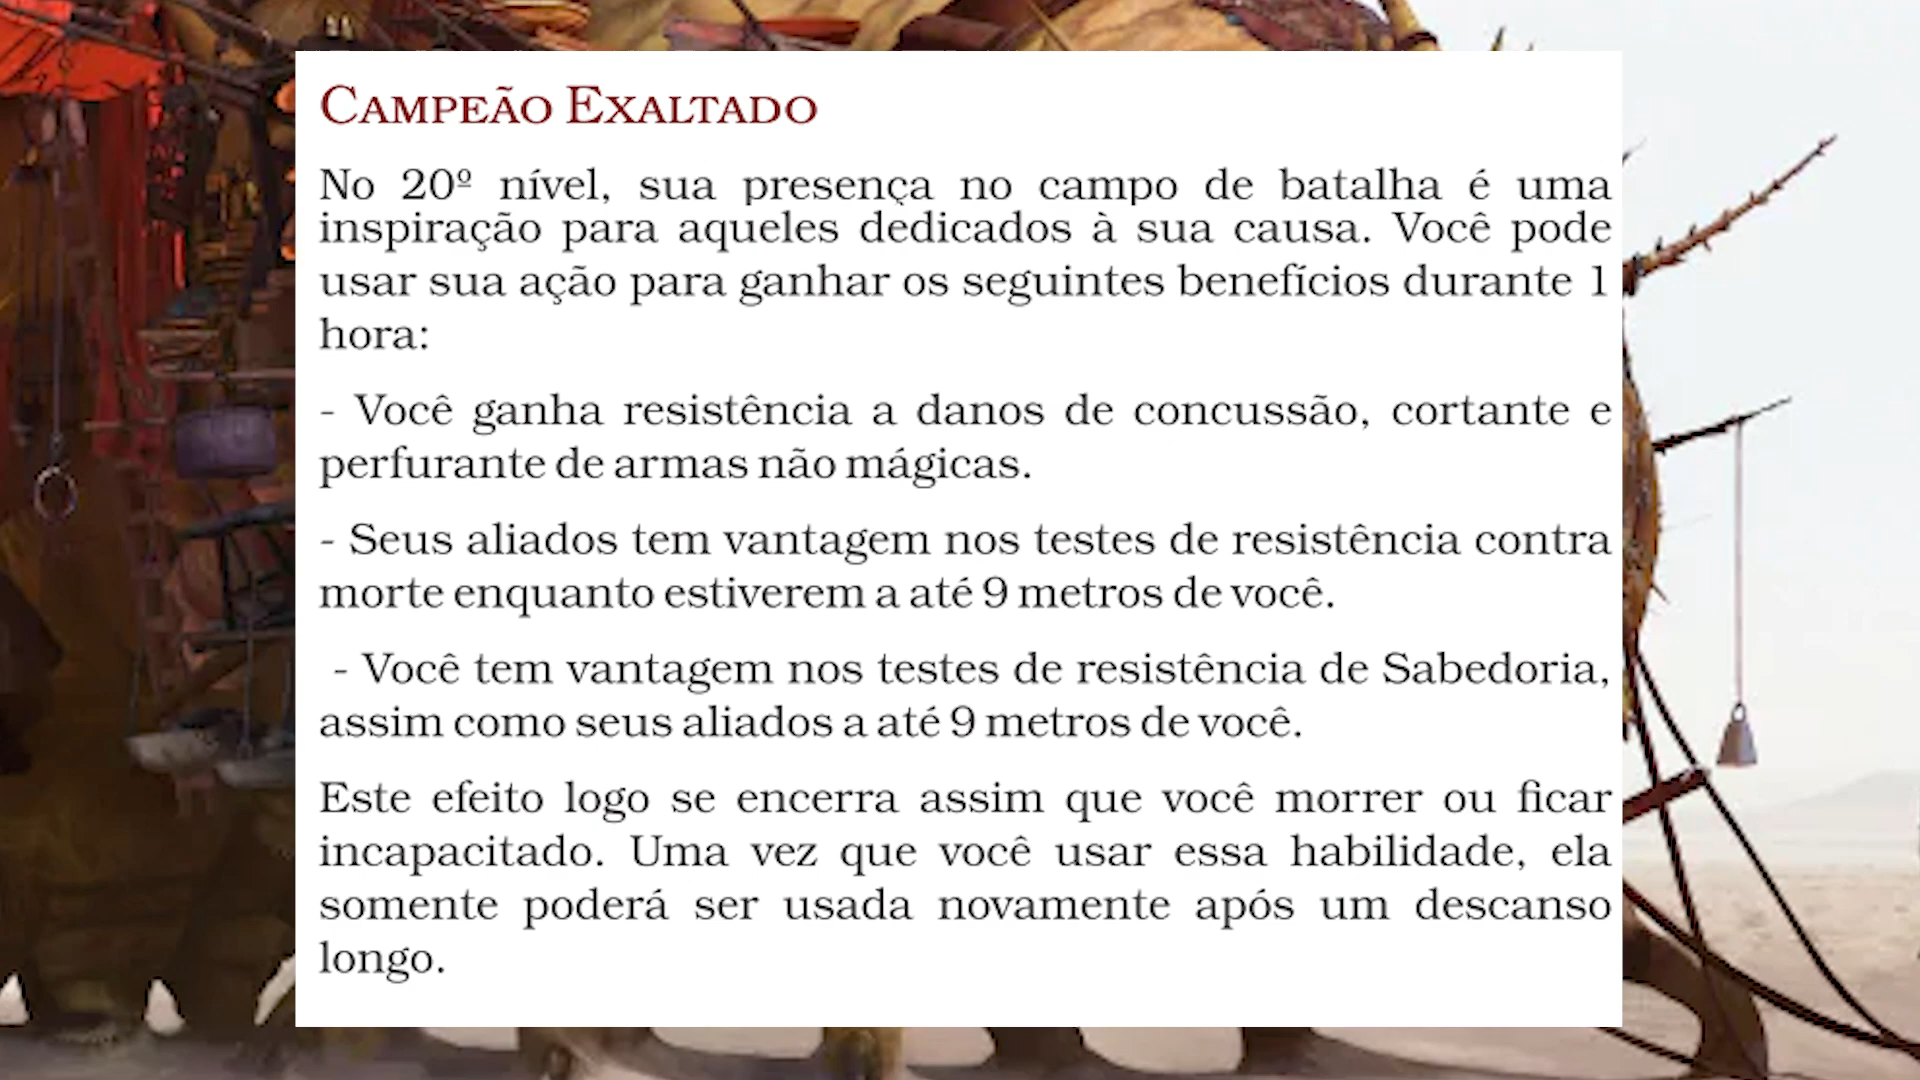 Campeão Exaltado
No 20º nível, sua presença no campo de batalha é uma
inspiração para aqueles dedicados à sua causa. Você pode
usar sua ação para ganhar os seguintes benefícios durante 1
hora:
- Você ganha resistência a danos de concussão, cortante e
perfurante de armas não mágicas.
- Seus aliados tem vantagem nos testes de resistência contra
morte enquanto estiverem a até 9 metros de você.
- Você tem vantagem nos testes de resistência de Sabedoria,
assim como seus aliados a até 9 metros de você.
Este efeito logo se encerra assim que você morrer ou ficar
incapacitado. Uma vez que você usar essa habilidade, ela
somente poderá ser usada novamente após um descanso
longo.